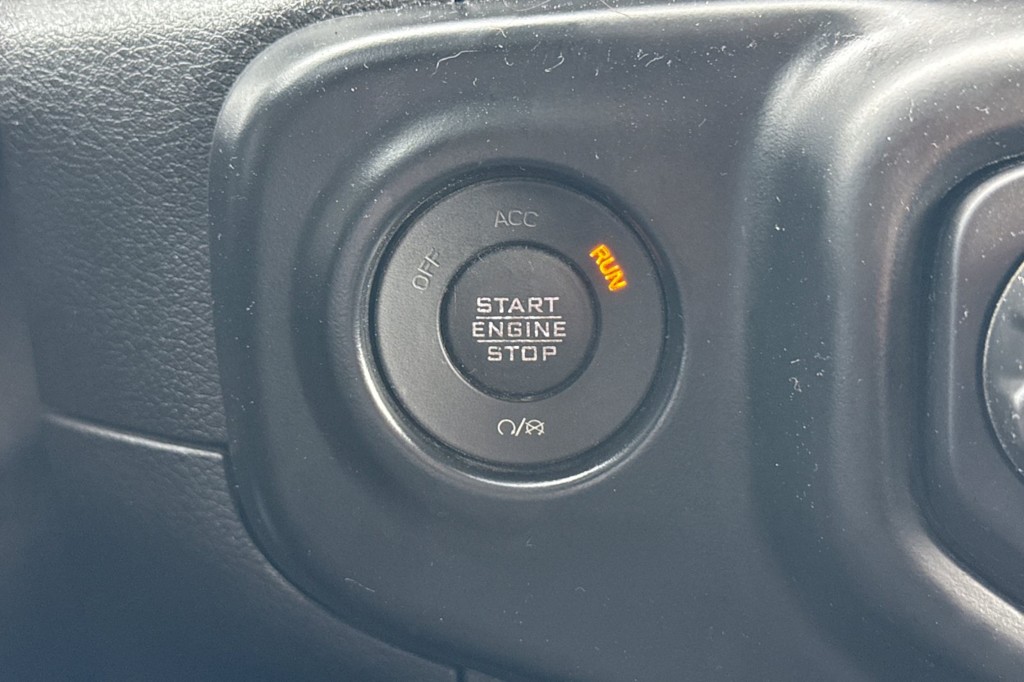 ACC
OFF
RUN
START
ENGINE
STOP